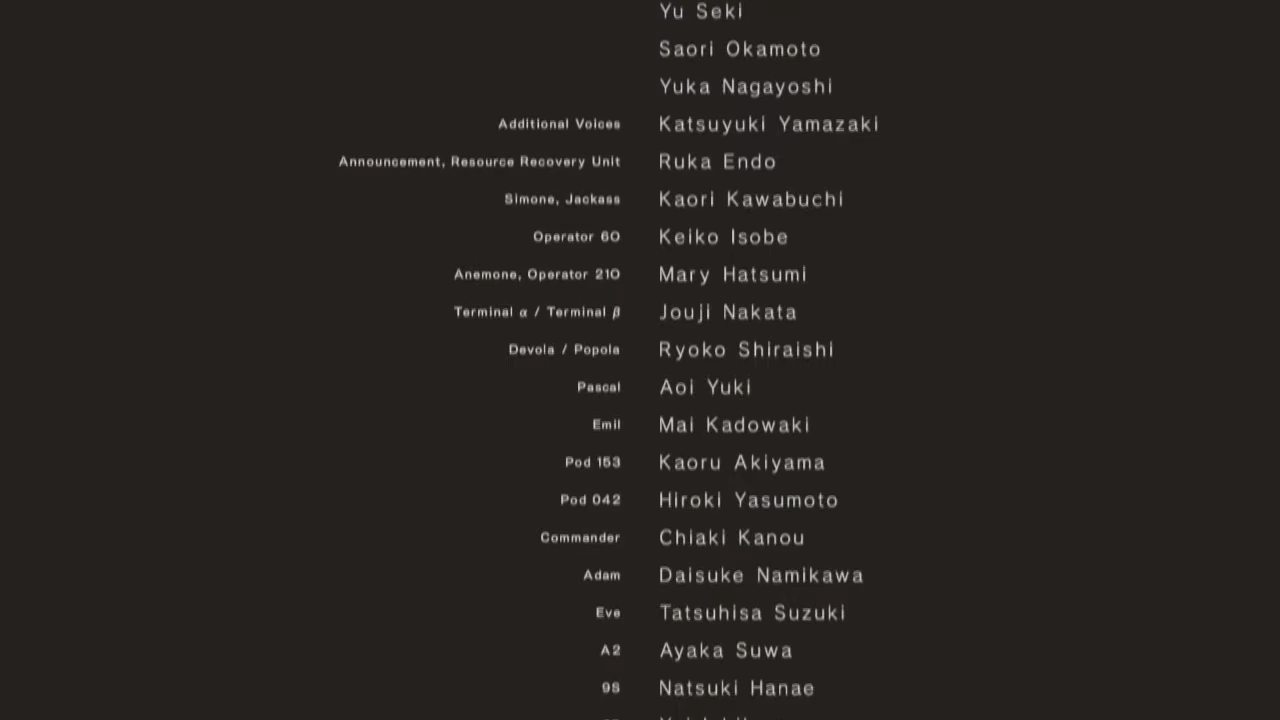 Yu Seki
Saori Okamoto
Yuka Nagayoshi
Additional Voices Katsuyuki Yamazaki
Announcement, Resource Recovery Unit Ruka Endo
Simone, Jackass Kaori Kawabuchi
Operator 6O Keiko Isobe
Anemone, Operator 21O Mary Hatsumi
Terminal α / Terminal β Jouji Nakata
Devola / Popola Ryoko Shiraishi
Pascal Aoi Yuki
Emil Mai Kadowaki
Pod 153 Kaoru Akiyama
Pod 042 Hiroki Yasumoto
Commander Chiaki Kanou
Adam Daisuke Namikawa
Eve Tatsuhisa Suzuki
A2 Ayaka Suwa
9S Natsuki Hanae